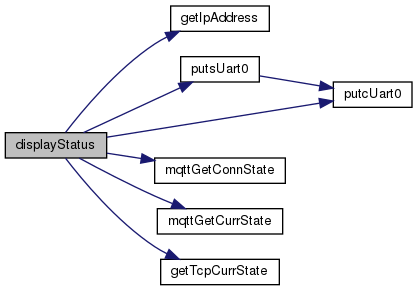 getIpAddress
putsUart0
putcUart0
displayStatus
mqttGetConnState
mqttGetCurrState
getTcpCurrState